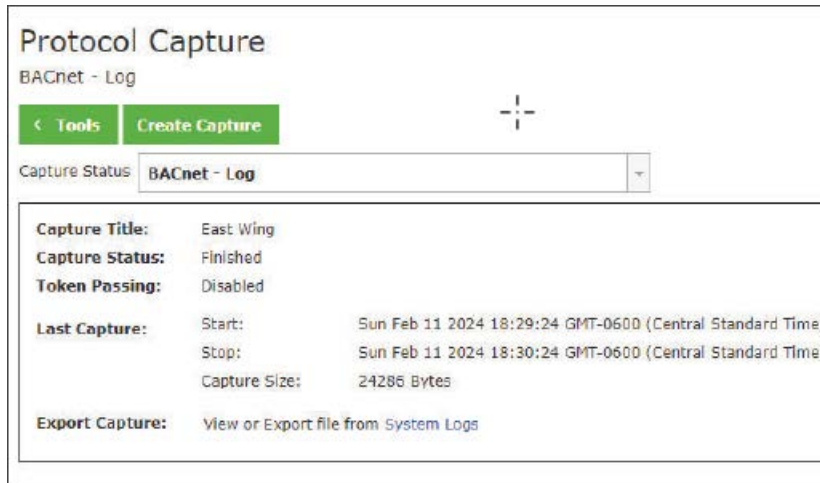 Protocol Capture
BACnet - Log
< Tools Create Capture
Capture Status BACnet - Log
Capture Title: East Wing
Capture Status: Finished
Token Passing: Disabled
Last Capture: Start: Sun Feb 11 2024 18:29:24 GMT-0600 (Central Standard Time
Stop: Sun Feb 11 2024 18:30:24 GMT-0600 (Central Standard Time
Capture Size: 24286 Bytes
Export Capture: View or Export file from System Logs